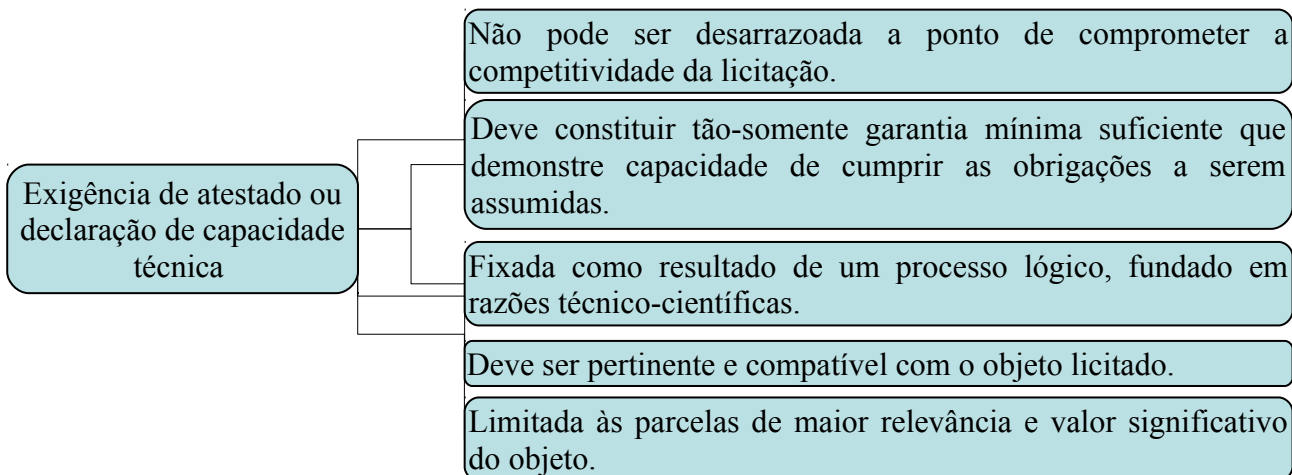 Exigência de atestado ou
declaração de capacidade
técnica
Não pode ser desarrazoada a ponto de comprometer a
competitividade da licitação.
Deve constituir tão-somente garantia mínima suficiente que
demonstre capacidade de cumprir as obrigações a serem
assumidas.
Fixada como resultado de um processo lógico, fundado em
razões técnico-científicas.
Deve ser pertinente e compatível com o objeto licitado.
Limitada às parcelas de maior relevância e valor significativo
do objeto.